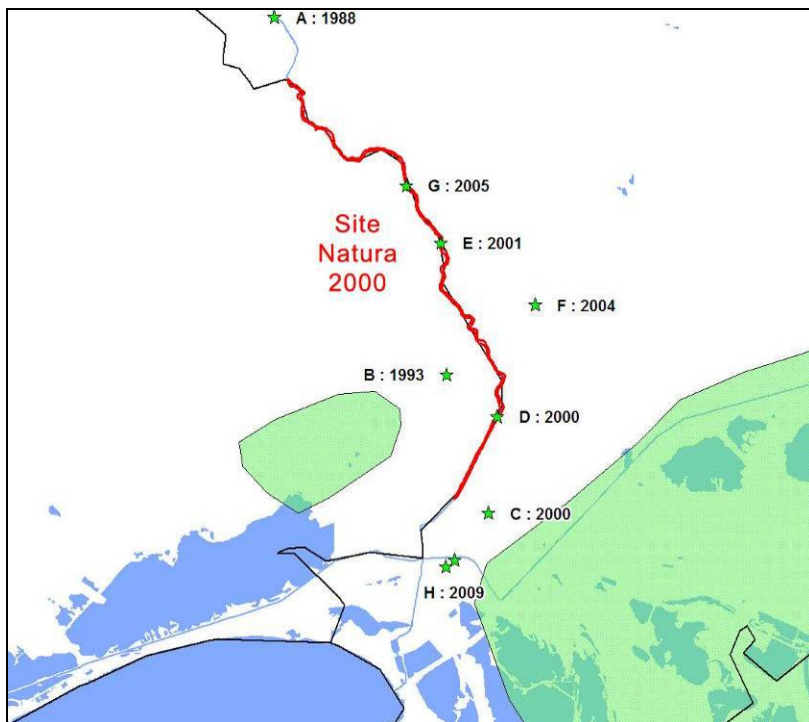 A : 1988
G : 2005
Site
Natura
2000
E : 2001
F : 2004
B : 1993
D : 2000
C : 2000
H : 2009